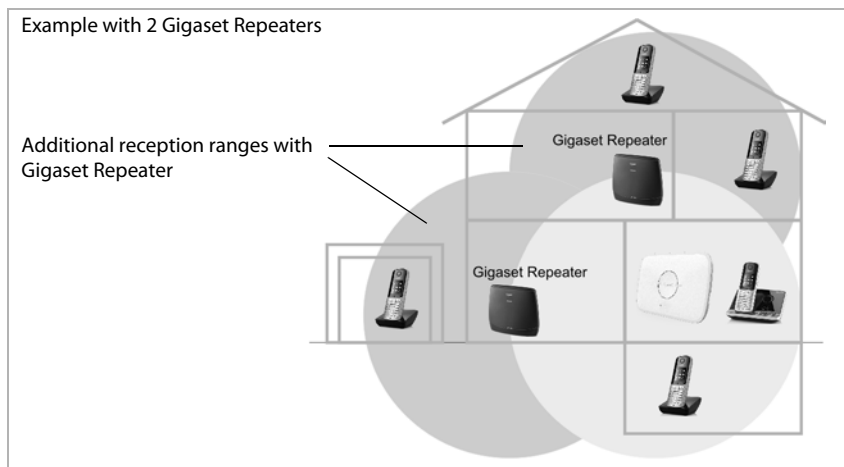 Example with 2 Gigaset Repeaters
Additional reception ranges with
Gigaset Repeater
Gigaset Repeater
Gigaset Repeater